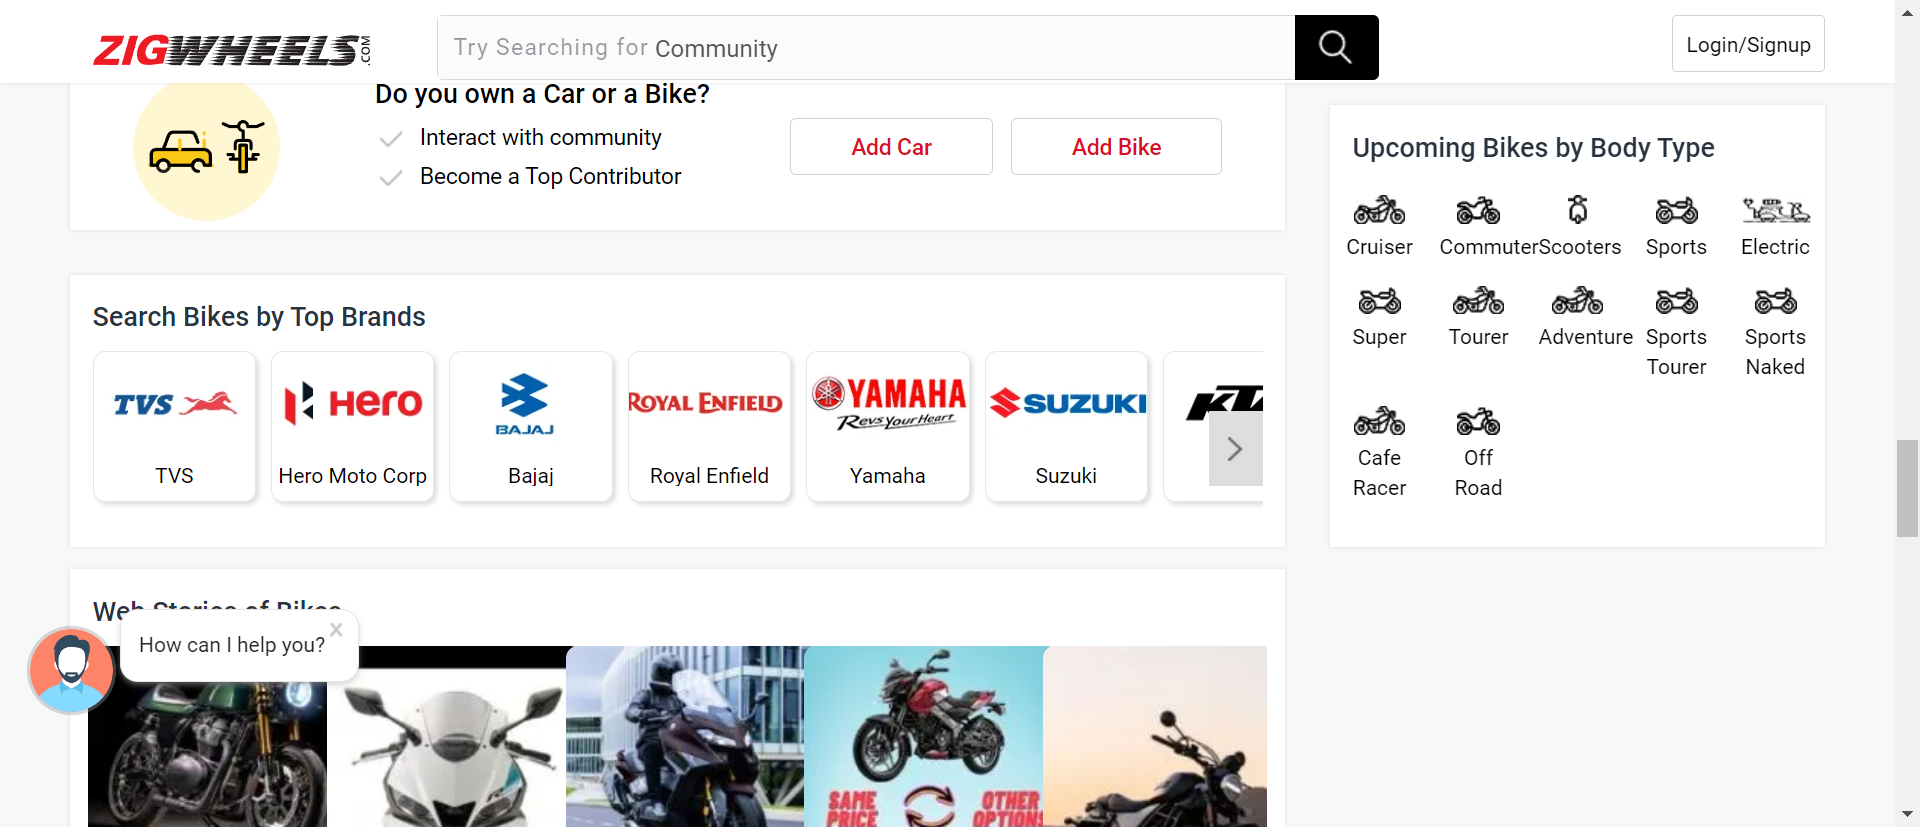 ZIGWHEELS.COM
Try Searching for Community
Login/Signup
Do you own a Car or a Bike?
Interact with community
Become a Top Contributor
Add Car
Add Bike
Search Bikes by Top Brands
TVS
HERO
BAJAJ
ROYAL ENFIELD
YAMAHA
Revs Your Heart
SUZUKI
KT
TVS
Hero Moto Corp
Bajaj
Royal Enfield
Yamaha
Suzuki
Upcoming Bikes by Body Type
Cruiser
Commuter
Scooters
Sports
Electric
Super
Tourer
Adventure
Sports
Tourer
Sports
Naked
Cafe
Racer
Off
Road
Web Stories of Bikes
How can I help you?
SAME
PRICE
OTHER
OPTIONS